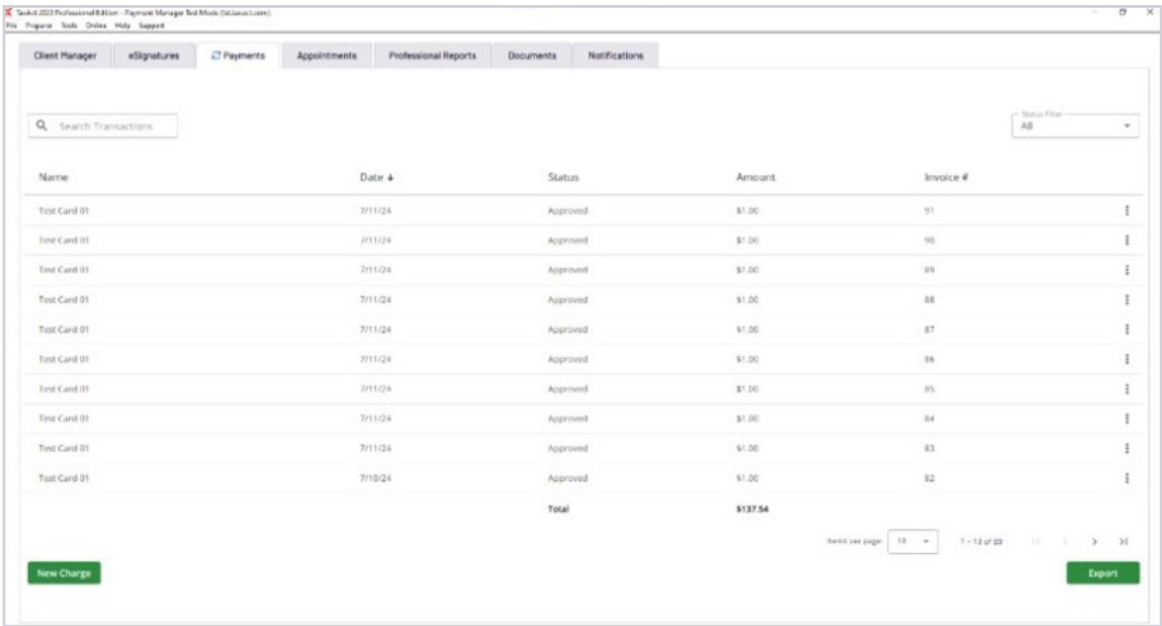 TaxAct 2023 Professional Edition - Payment Manager Test Mode
File Preparer Tools Online Help Support
Client Manager eSignatures Payments Appointments Professional Reports Documents Notifications
Search Transactions
Status Filter
All
Name Date Status Amount Invoice #
Test Card 01 7/11/24 Approved $1.00 91
Test Card 01 7/11/24 Approved $1.00 90
Test Card 01 7/11/24 Approved $1.00 89
Test Card 01 7/11/24 Approved $1.00 88
Test Card 01 7/11/24 Approved $1.00 87
Test Card 01 7/11/24 Approved $1.00 86
Test Card 01 7/11/24 Approved $1.00 85
Test Card 01 7/11/24 Approved $1.00 84
Test Card 01 7/11/24 Approved $1.00 83
Test Card 01 7/10/24 Approved $1.00 82
Total $137.54
Items per page: 10 1 - 10 of
New Charge Export